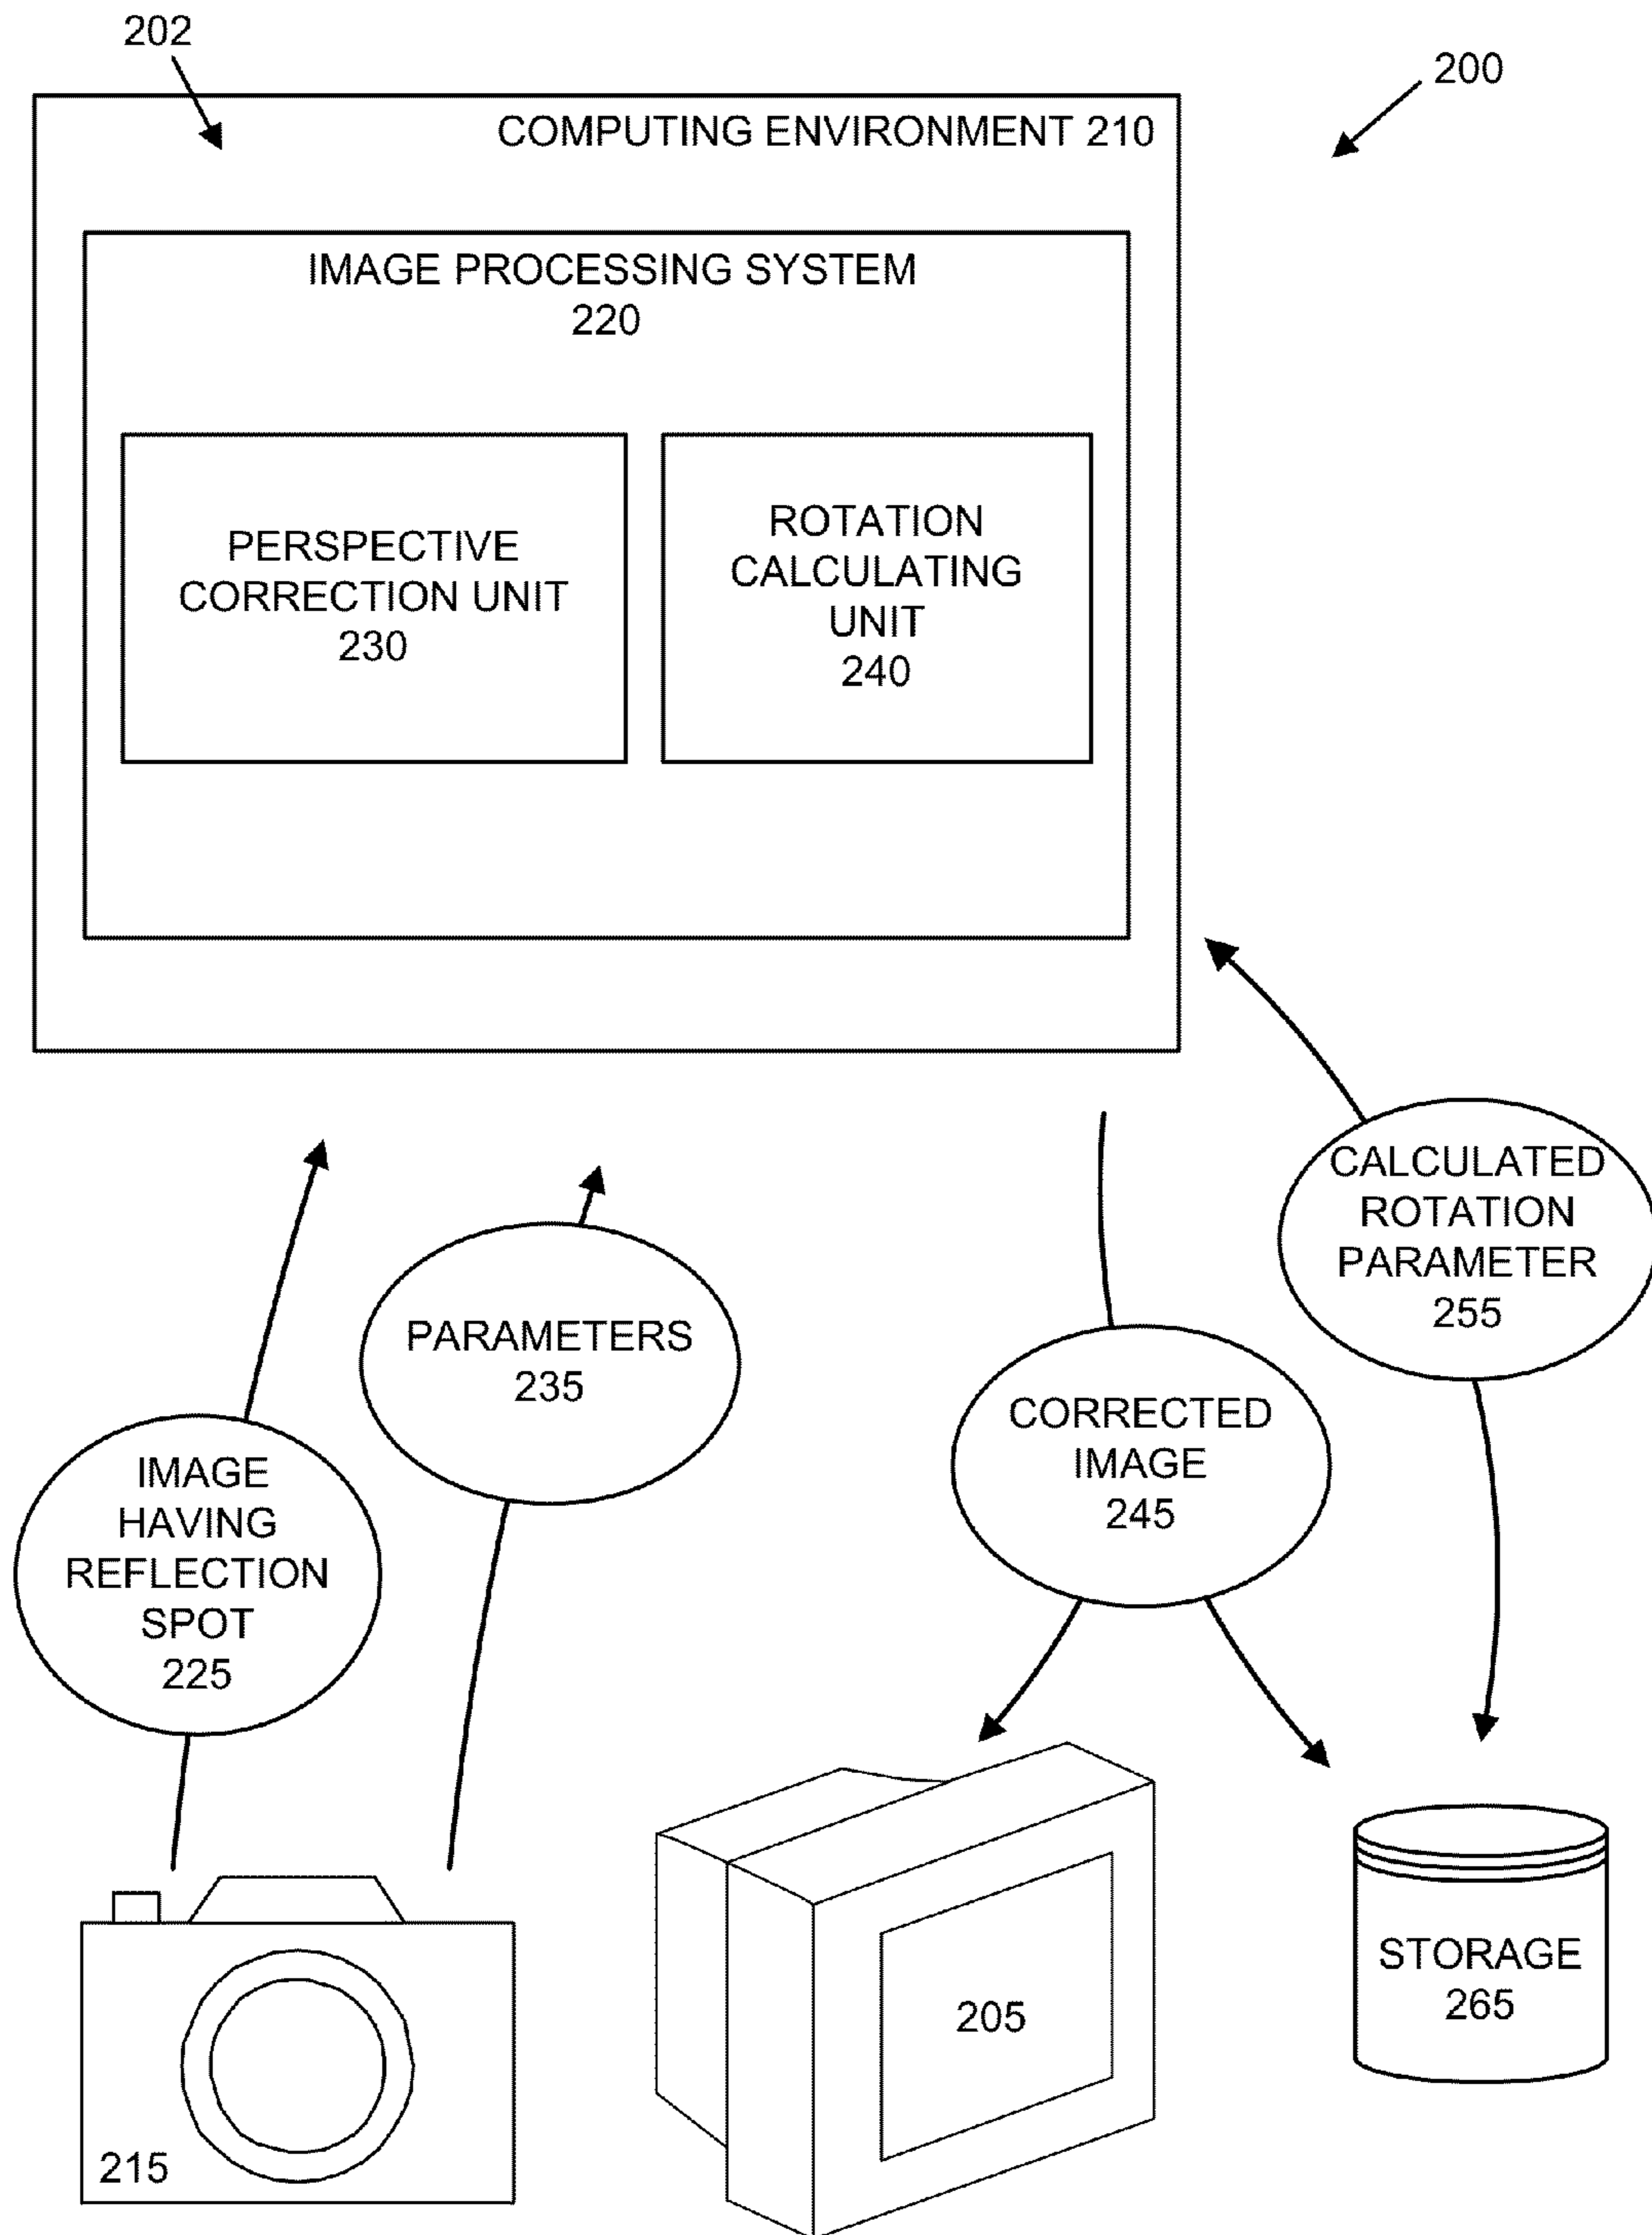 202
200
COMPUTING ENVIRONMENT 210
IMAGE PROCESSING SYSTEM
220
PERSPECTIVE
CORRECTION UNIT
230
ROTATION
CALCULATING
UNIT
240
CALCULATED
ROTATION
PARAMETER
255
PARAMETERS
235
CORRECTED
IMAGE
245
IMAGE
HAVING
REFLECTION
SPOT
225
215
205
STORAGE
265